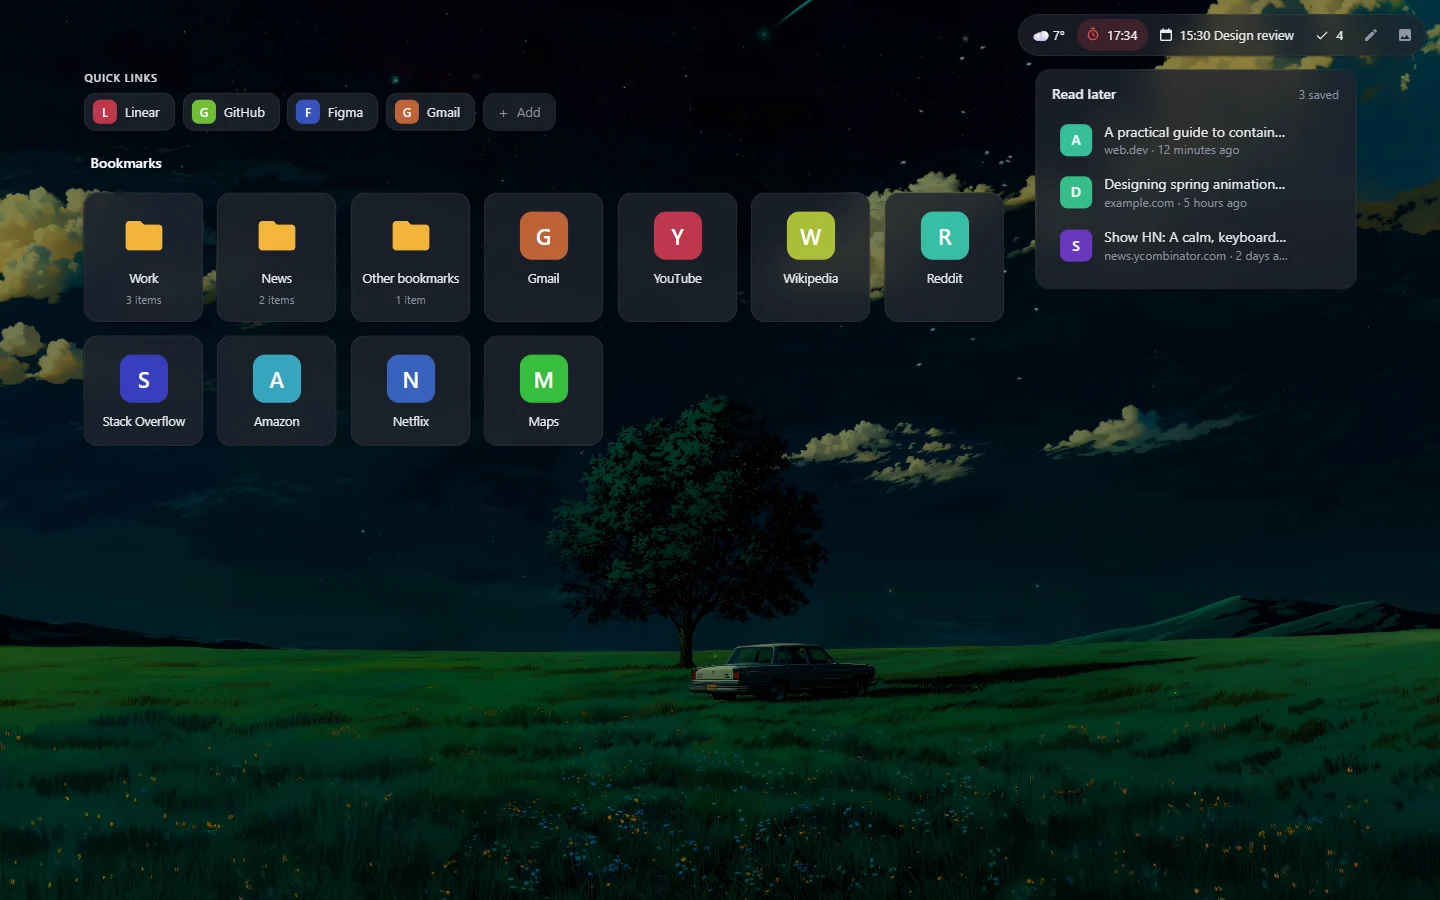 7°
17:34
15:30 Design review
4
QUICK LINKS
L Linear
G GitHub
F Figma
G Gmail
+ Add
Bookmarks
Work
3 items
News
2 items
Other bookmarks
1 item
G
Gmail
Y
YouTube
W
Wikipedia
R
Reddit
S
Stack Overflow
A
Amazon
N
Netflix
M
Maps
Read later
3 saved
A
A practical guide to contain...
web.dev · 12 minutes ago
D
Designing spring animation...
example.com · 5 hours ago
S
Show HN: A calm, keyboard...
news.ycombinator.com · 2 days a...